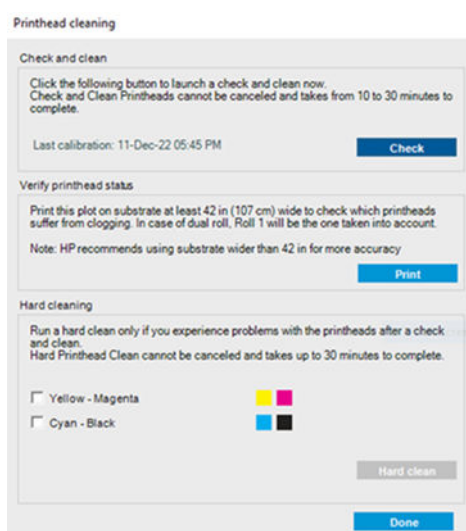 Printhead cleaning
Check and clean
Click the following button to launch a check and clean now.
Check and Clean Printheads cannot be canceled and takes from 10 to 30 minutes to
complete.
Last calibration: 11-Dec-22 05:45 PM
Check
Verify printhead status
Print this plot on substrate at least 42 in (107 cm) wide to check which printheads
suffer from clogging. In case of dual roll, Roll 1 will be the one taken into account.
Note: HP recommends using substrate wider than 42 in for more accuracy
Print
Hard cleaning
Run a hard clean only if you experience problems with the printheads after a check
and clean.
Hard Printhead Clean cannot be canceled and takes up to 30 minutes to complete.
Yellow - Magenta
Cyan - Black
Hard clean
Done